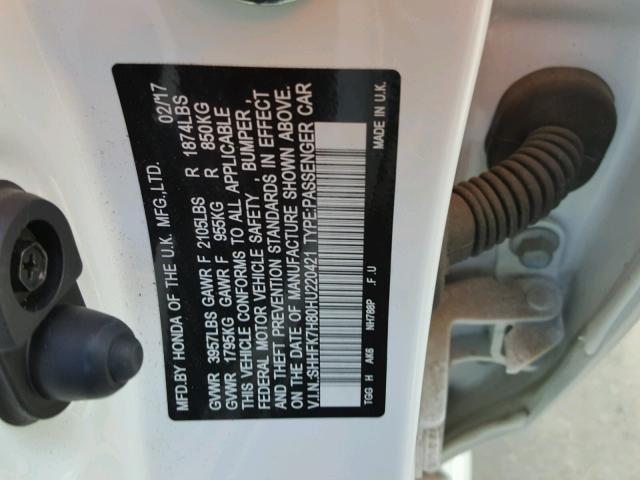 MFD.BY HONDA OF THE U.K. MFG.,LTD. 02/17
GVWR 3957LBS GAWR F 2105LBS R 1874LBS
GVWR 1795KG GAWR F 955KG R 850KG
THIS VEHICLE CONFORMS TO ALL APPLICABLE
FEDERAL MOTOR VEHICLE SAFETY , BUMPER ,
AND THEFT PREVENTION STANDARDS IN EFFECT
ON THE DATE OF MANUFACTURE SHOWN ABOVE.
V.I.N.:SHHFK7H60HU220421 TYPE:PASSENGER CAR
MADE IN U.K.
TGG H AK6 NH788P .F.U